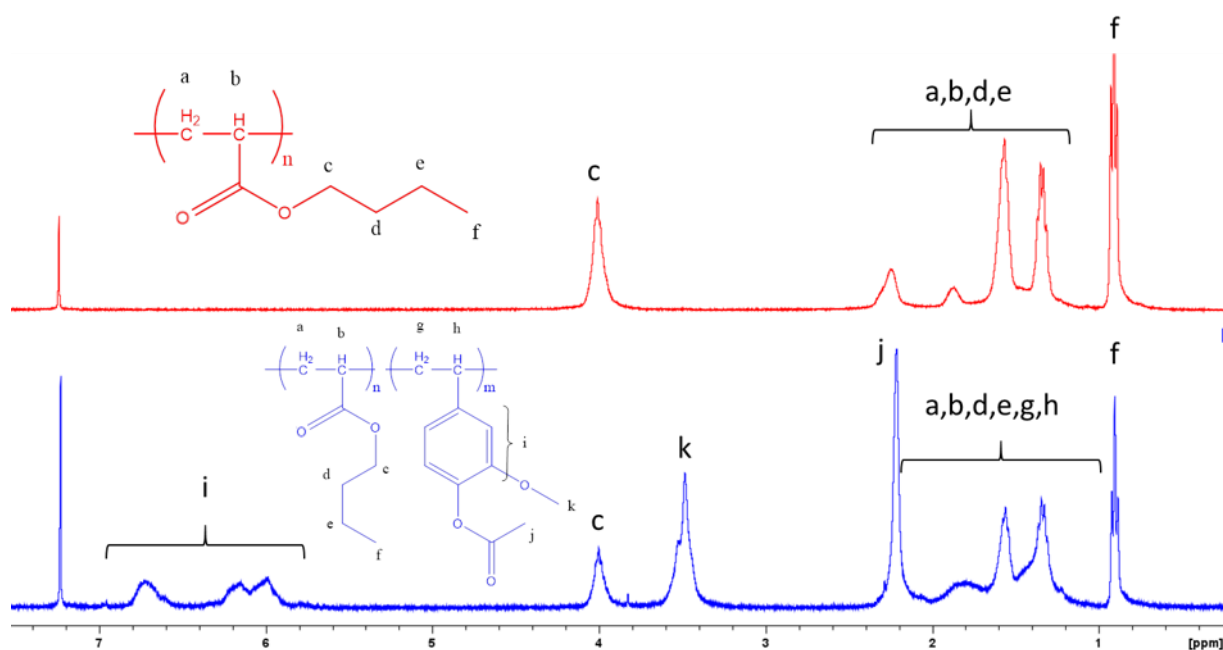 f
a b
a,b,d,e
H₂
C
H
C
n
c e
c
O O
d f
a b g h
j
f
H₂
C
H
C
n
H₂
C
H
C
m
a,b,d,e,g,h
O O
i
k
i
d c
O
k
c
e
O
j
f
O
7 6 5 4 3 2 1 [ppm]